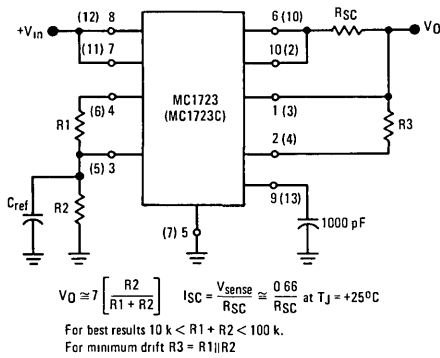 +Vin
(12) 8
(11) 7
(6) 4
R1
(5) 3
Cref
R2
MC1723
(MC1723C)
(7) 5
6 (10)
RSC
VO
10 (2)
1 (3)
R3
2 (4)
9 (13)
1000 pF
VO ≅ 7 [ R2 / R1 + R2 ] ISC = Vsense / RSC ≅ 0 66 / RSC at TJ = +25°C
For best results 10 k < R1 + R2 < 100 k.
For minimum drift R3 = R1||R2